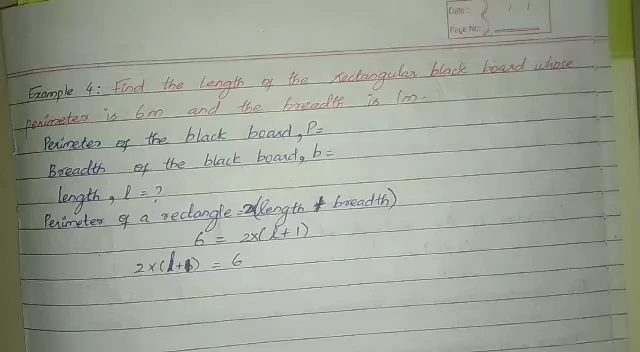 Date:
Page No:
Example 4: Find the length of the rectangular black board whose
perimeter is 6m and the breadth is 1m.
Perimeter of the black board, P=
Breadth of the black board, b=
length, l = ?
Perimeter of a rectangle = 2(length + breadth)
6 = 2×(l+1)
2×(l+1) = 6